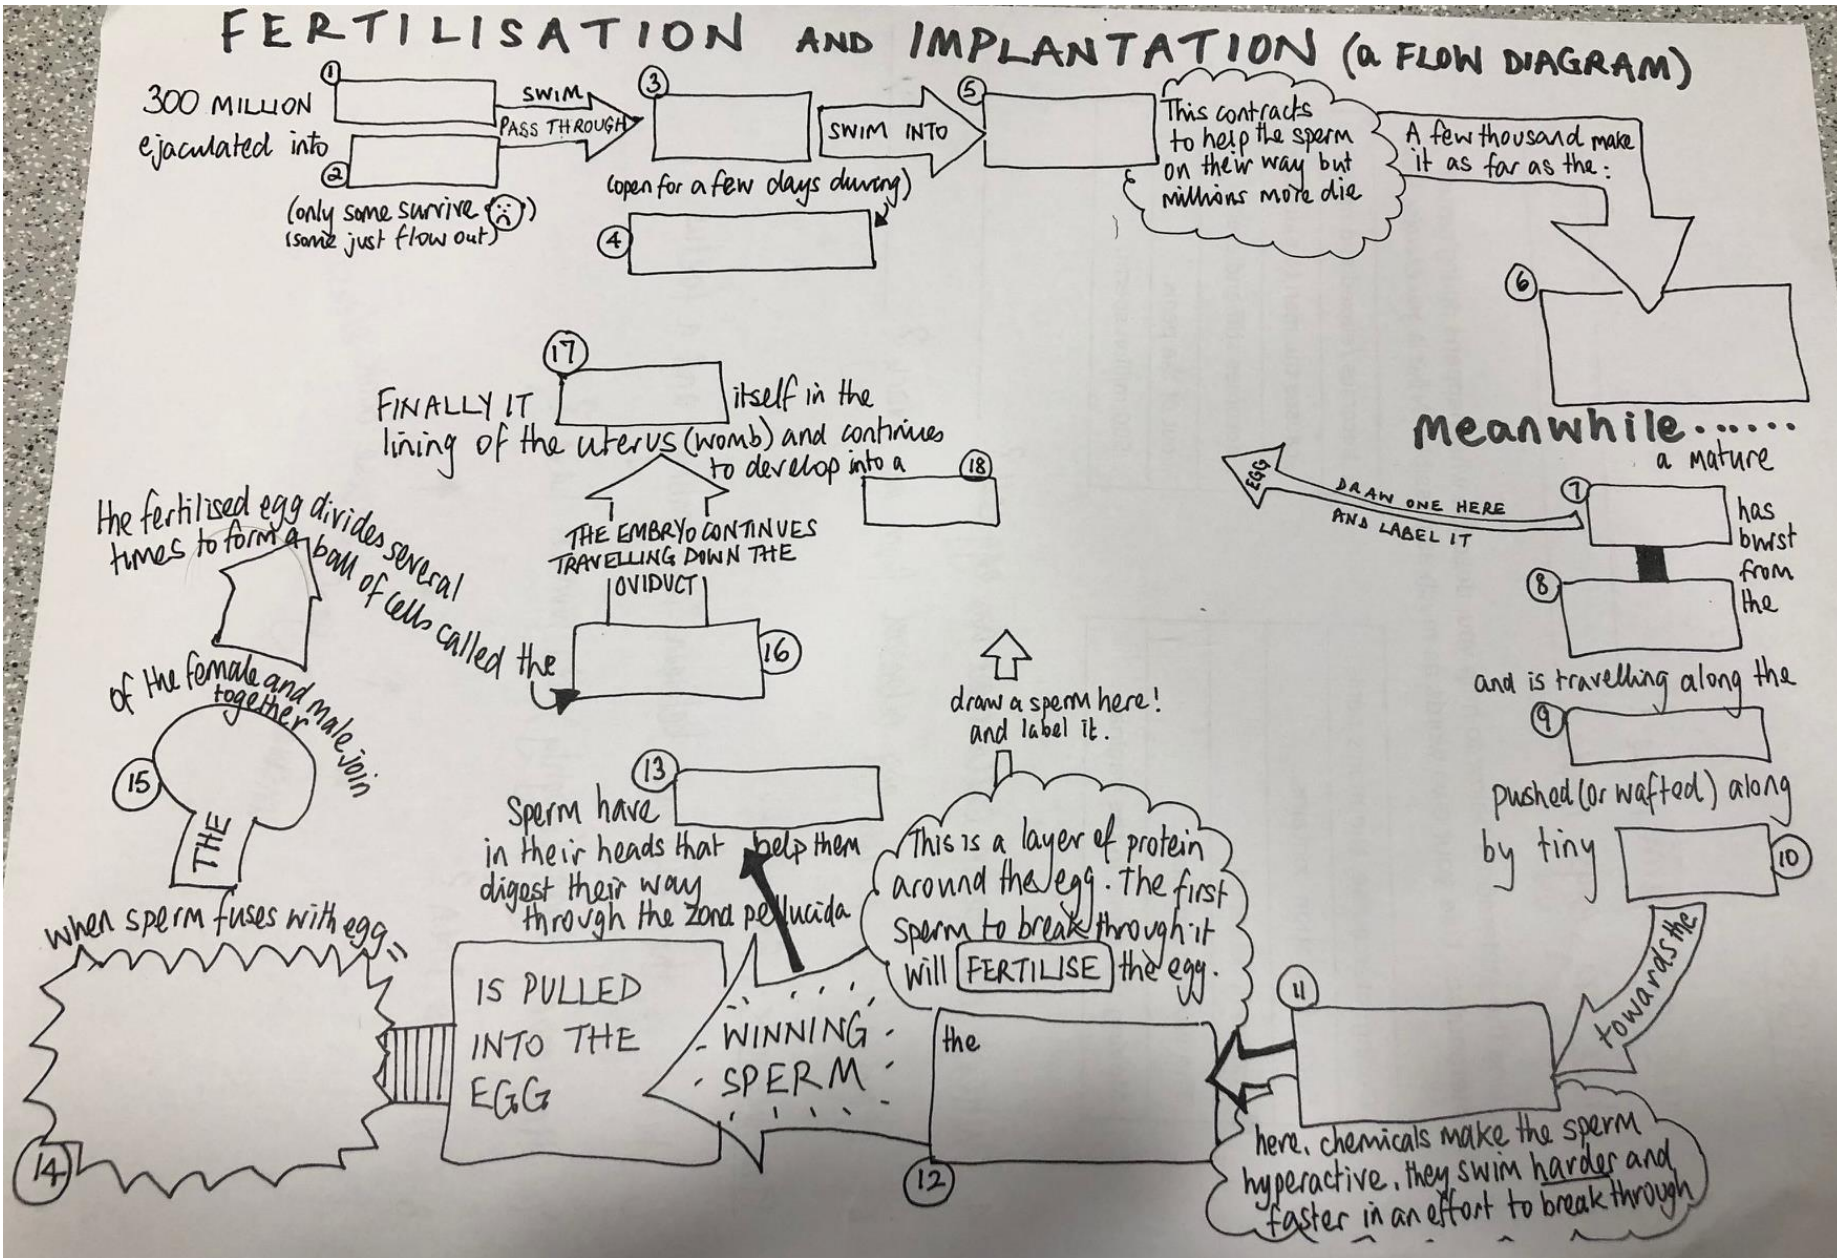 FERTILISATION AND IMPLANTATION (a FLOW DIAGRAM)
1
300 MILLION
ejaculated into
2
(only some survive)
(some just flow out)
SWIM
PASS THROUGH
3
(open for a few days during)
4
SWIM INTO
5
This contracts
to help the sperm
on their way but
millions more die
A few thousand make
it as far as the:
6
Meanwhile......
a mature
7
has
burst
from
the
DRAW ONE HERE
AND LABEL IT
EGG
8
and is travelling along the
9
pushed (or wafted) along
by tiny
10
towards the
11
here, chemicals make the sperm
hyperactive, they swim harder and
faster in an effort to break through
the
12
This is a layer of protein
around the egg. The first
sperm to break through it
will FERTILISE the egg.
draw a sperm here!
and label it.
WINNING
SPERM
13
Sperm have
in their heads that help them
digest their way
through the zona pellucida
IS PULLED
INTO THE
EGG
14
when sperm fuses with egg
THE
15
of the female and male join
together
the fertilised egg divides several
times to form a ball of cells called the
16
THE EMBRYO CONTINUES
TRAVELLING DOWN THE
OVIDUCT
17
FINALLY IT
itself in the
lining of the uterus (womb) and continues
to develop into a
18